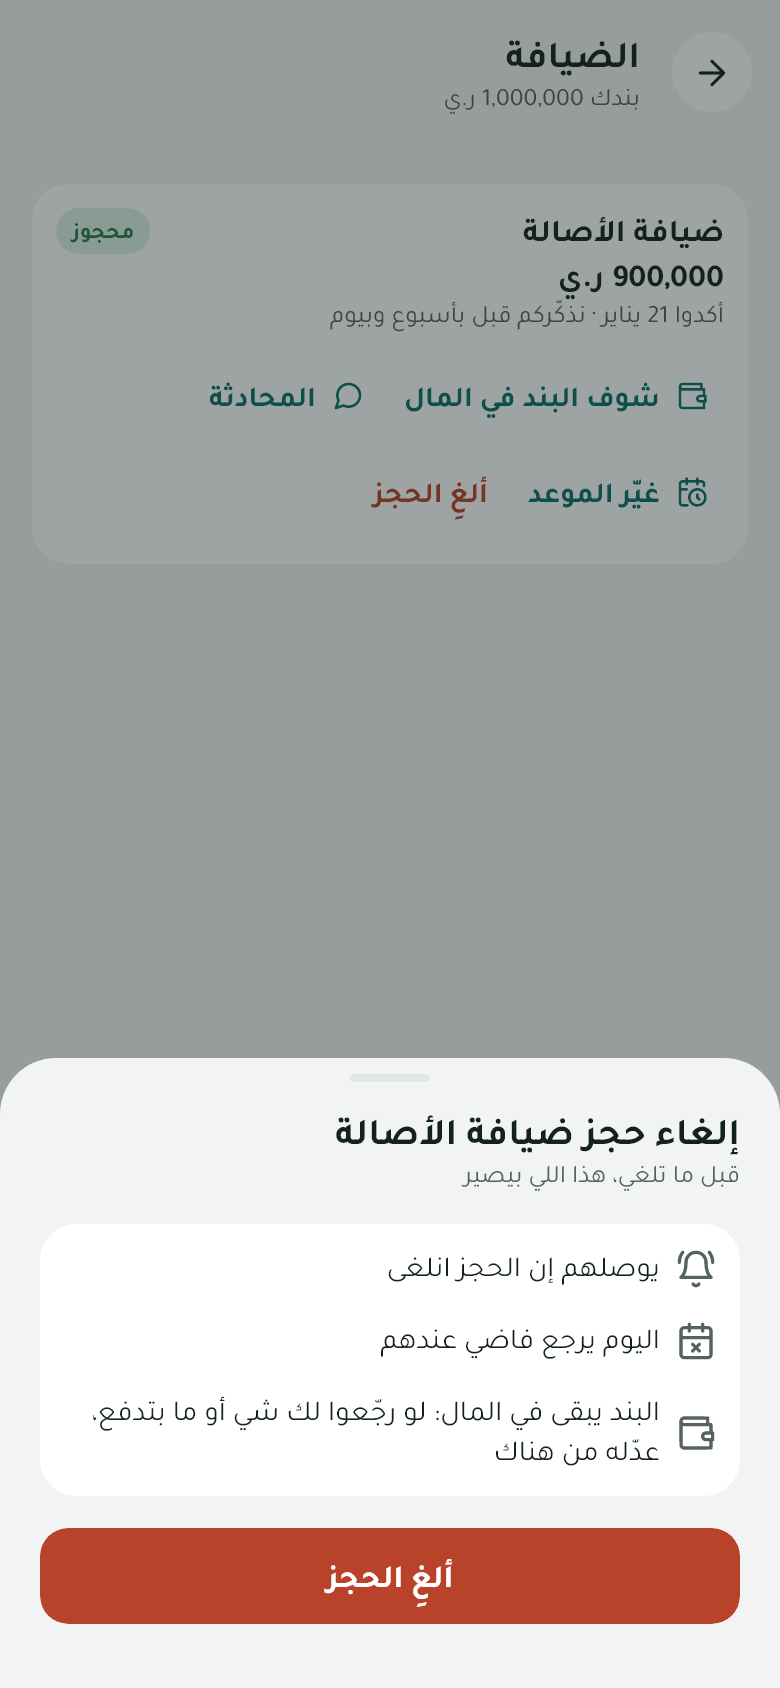 الضيافة
بندك 1,000,000 ر.ي
ضيافة الأصالة
محجوز
900,000 ر.ي
أكدوا 21 يناير · نذكّركم قبل بأسبوع وبيوم
شوف البند في المال
المحادثة
غيّر الموعد
ألغِ الحجز
إلغاء حجز ضيافة الأصالة
قبل ما تلغي، هذا اللي بيصير
يوصلهم إن الحجز انلغى
اليوم يرجع فاضي عندهم
البند يبقى في المال: لو رجّعوا لك شي أو ما بتدفع،
عدّله من هناك
ألغِ الحجز